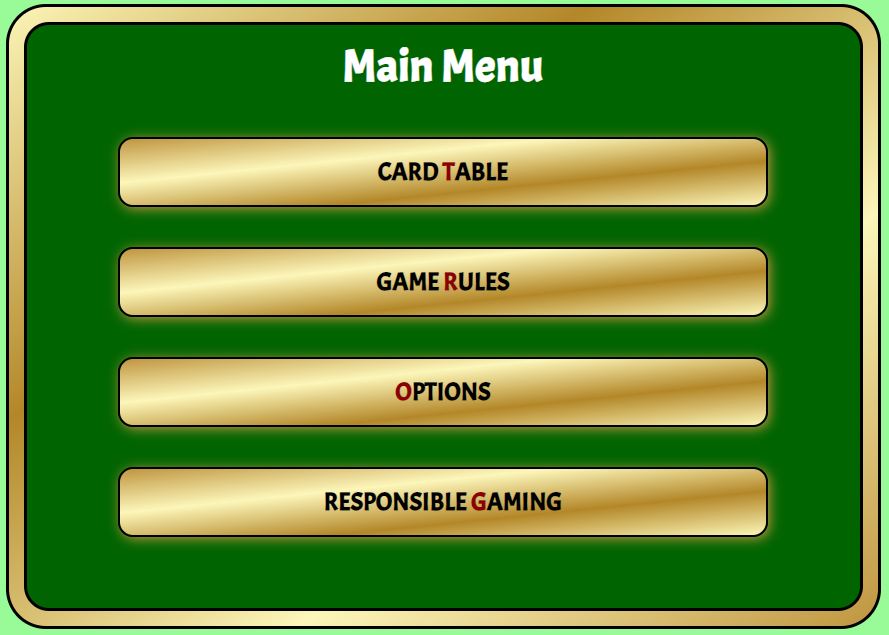 Main Menu
CARD TABLE
GAME RULES
OPTIONS
RESPONSIBLE GAMING